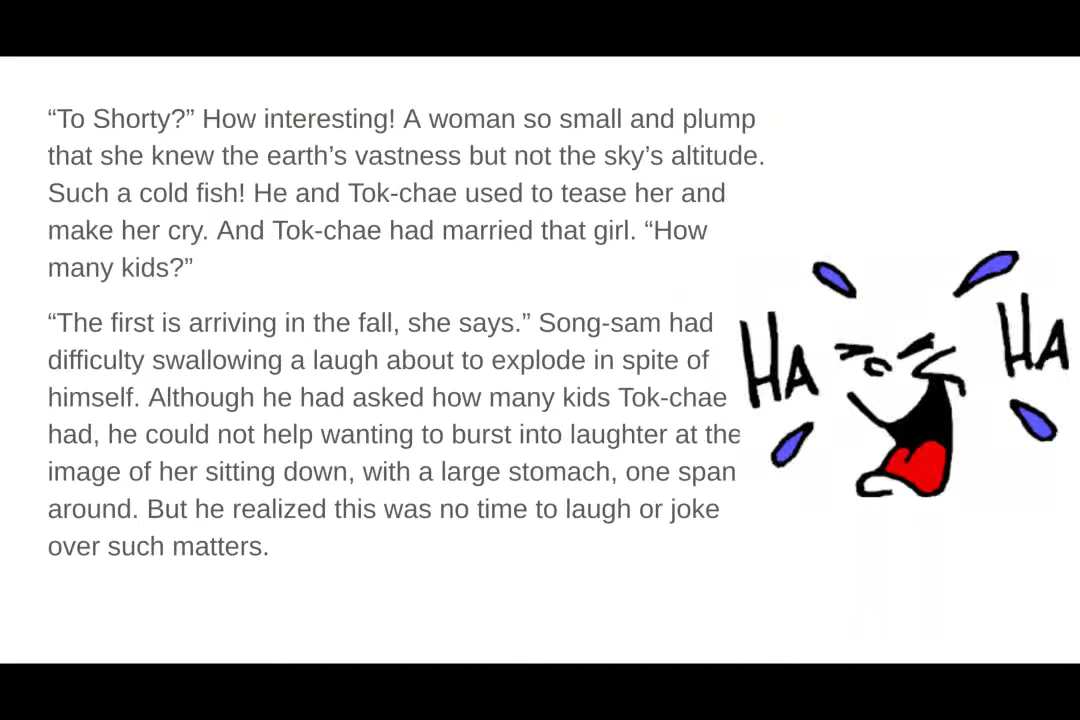 “To Shorty?” How interesting! A woman so small and plump
that she knew the earth’s vastness but not the sky’s altitude.
Such a cold fish! He and Tok-chae used to tease her and
make her cry. And Tok-chae had married that girl. “How
many kids?”
“The first is arriving in the fall, she says.” Song-sam had
difficulty swallowing a laugh about to explode in spite of
himself. Although he had asked how many kids Tok-chae
had, he could not help wanting to burst into laughter at the
image of her sitting down, with a large stomach, one span
around. But he realized this was no time to laugh or joke
over such matters.
HA
HA